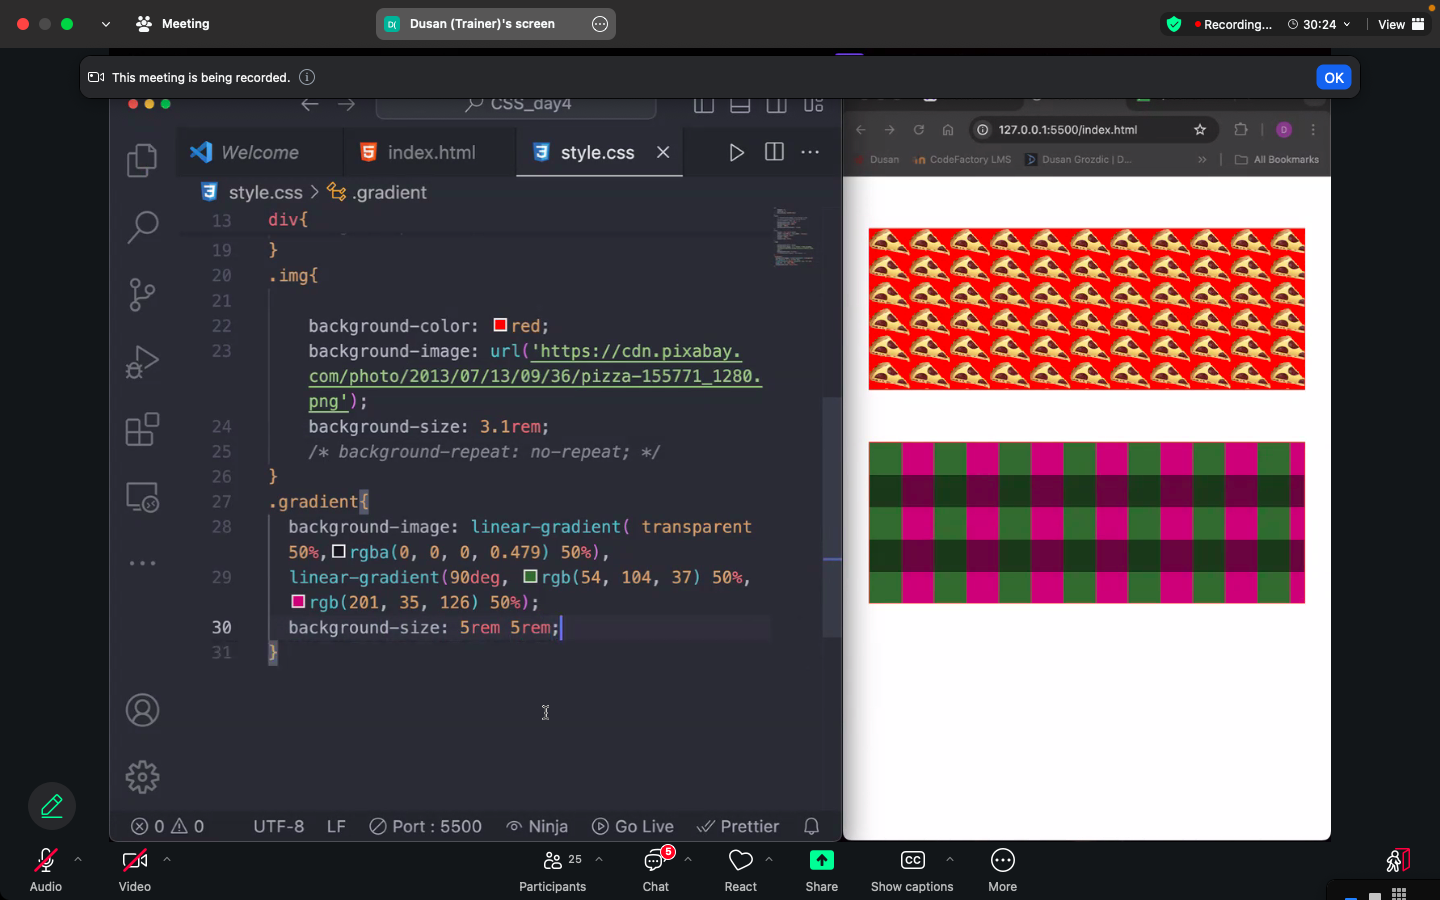 Meeting
D( Dusan (Trainer)'s screen
Recording...
30:24
View
This meeting is being recorded.
OK
CSS_day4
Welcome
index.html
style.css
style.css > .gradient
127.0.0.1:5500/index.html
D
Dusan
CodeFactory LMS
Dusan Grozdic | D...
All Bookmarks
13 div{
19 }
20 .img{
21
22 background-color: red;
23 background-image: url('https://cdn.pixabay.
com/photo/2013/07/13/09/36/pizza-155771_1280.
png');
24 background-size: 3.1rem;
25 /* background-repeat: no-repeat; */
26 }
27 .gradient{
28 background-image: linear-gradient( transparent
50%, rgba(0, 0, 0, 0.479) 50%),
29 linear-gradient(90deg, rgb(54, 104, 37) 50%,
rgb(201, 35, 126) 50%);
30 background-size: 5rem 5rem;
31 }
0 0 UTF-8 LF Port : 5500 Ninja Go Live Prettier
Audio
Video
25
Participants
5
Chat
React
Share
CC
Show captions
More